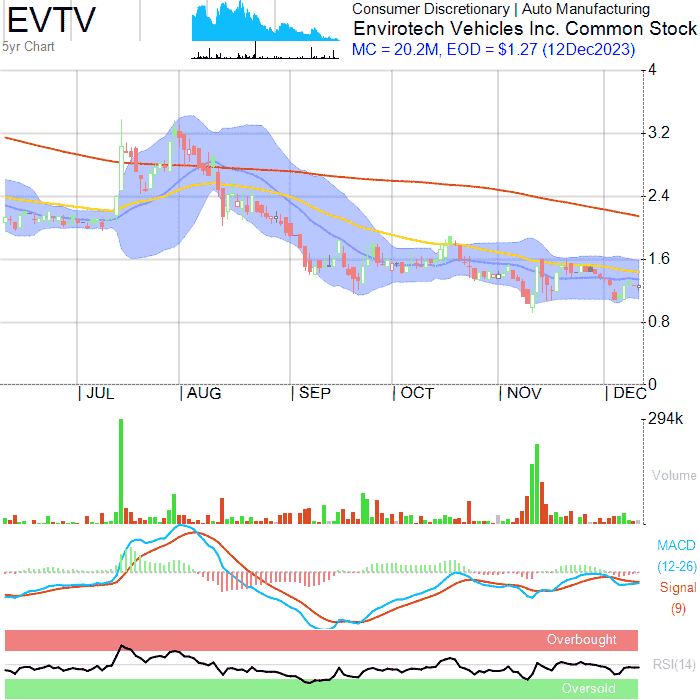 EVTV
5yr Chart
Consumer Discretionary | Auto Manufacturing
Envirotech Vehicles Inc. Common Stock
MC = 20.2M, EOD = $1.27 (12Dec2023)
4
3.2
2.4
1.6
0.8
0
| JUL | AUG | SEP | OCT | NOV | DEC
294k
Volume
MACD
(12-26)
Signal
(9)
Overbought
RSI(14)
Oversold